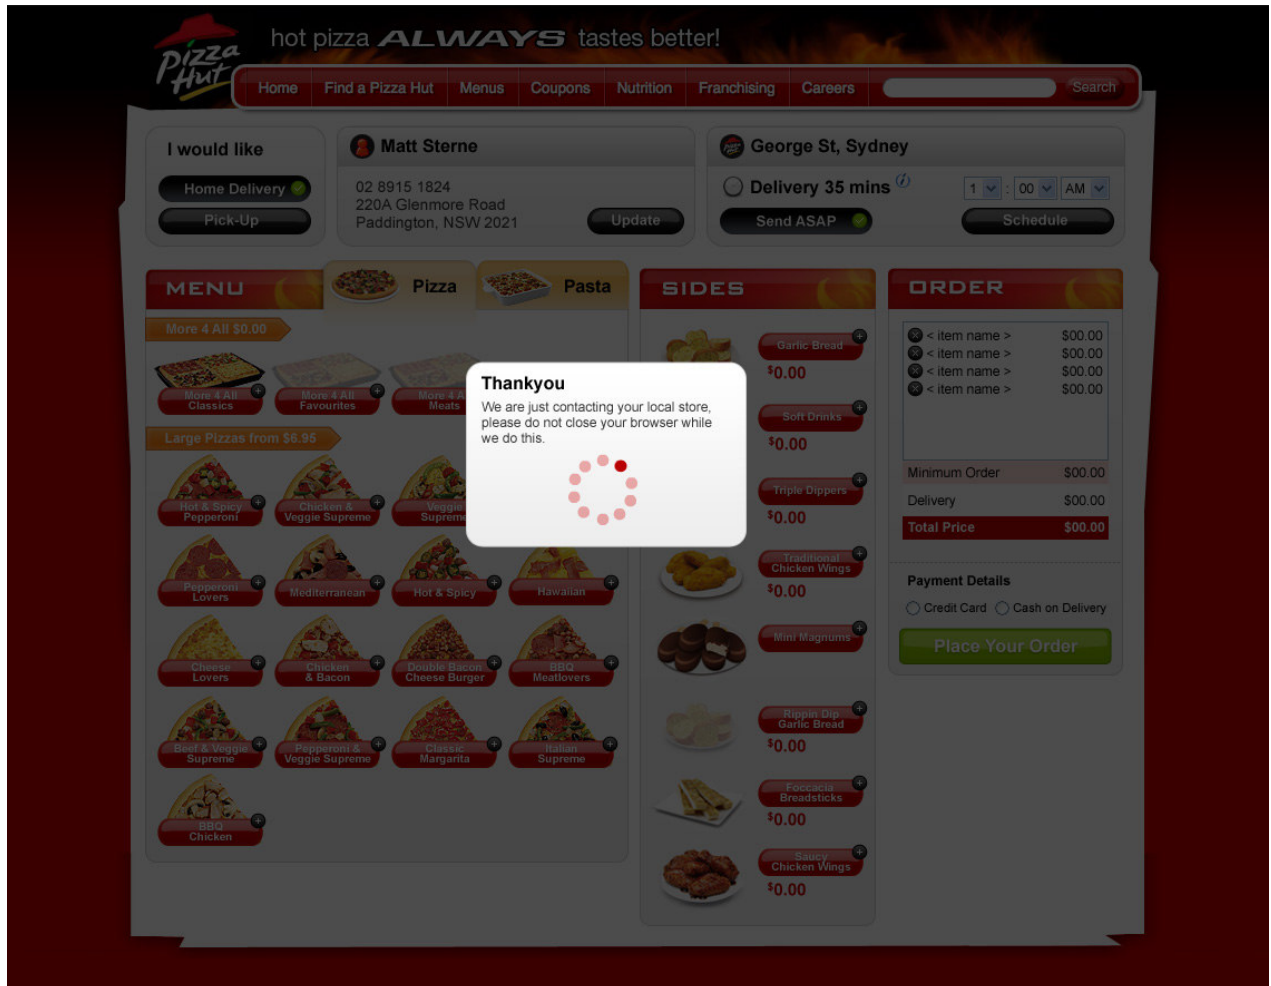 Pizza Hut
hot pizza ALWAYS tastes better!
Home Find a Pizza Hut Menus Coupons Nutrition Franchising Careers Search
I would like
Home Delivery
Pick-Up
Matt Sterne
02 8915 1824
220A Glenmore Road
Paddington, NSW 2021
Update
George St, Sydney
Delivery 35 mins i
1 : 00 AM
Send ASAP
Schedule
MENU
Pizza
Pasta
More 4 All $0.00
More 4 All
Classics
More 4 All
Favourites
More 4 A
Meats
Large Pizzas from $6.95
Hot & Spicy
Pepperoni
Chicken &
Veggie Supreme
Veggie
Supreme
Pepperoni
Lovers
Mediterranean
Hot & Spicy
Hawaiian
Cheese
Lovers
Chicken
& Bacon
Double Bacon
Cheese Burger
BBQ
Meatlovers
Beef & Veggie
Supreme
Pepperoni &
Veggie Supreme
Classic
Margarita
Italian
Supreme
BBQ
Chicken
Thankyou
We are just contacting your local store,
please do not close your browser while
we do this.
SIDES
Garlic Bread
$0.00
Soft Drinks
$0.00
Triple Dippers
$0.00
Traditional
Chicken Wings
$0.00
Mini Magnums
Rippin Dip
Garlic Bread
$0.00
Foccacia
Breadsticks
$0.00
Saucy
Chicken Wings
$0.00
ORDER
< item name > $00.00
< item name > $00.00
< item name > $00.00
< item name > $00.00
Minimum Order $00.00
Delivery $00.00
Total Price $00.00
Payment Details
Credit Card Cash on Delivery
Place Your Order